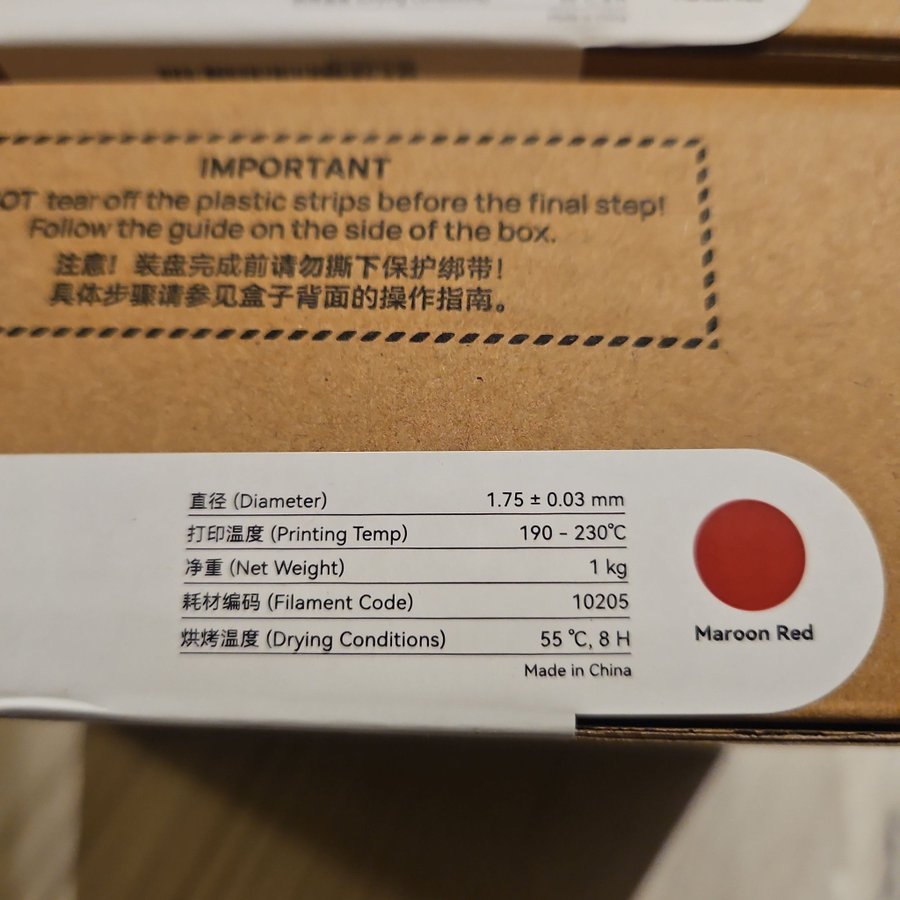 IMPORTANT
OT tear off the plastic strips before the final step!
Follow the guide on the side of the box.
注意！装盘完成前请勿撕下保护绑带！
具体步骤请参见盒子背面的操作指南。
直径 (Diameter) 1.75 ± 0.03 mm
打印温度 (Printing Temp) 190 - 230℃
净重 (Net Weight) 1 kg
耗材编码 (Filament Code) 10205
烘烤温度 (Drying Conditions) 55 ℃, 8 H
Made in China
Maroon Red